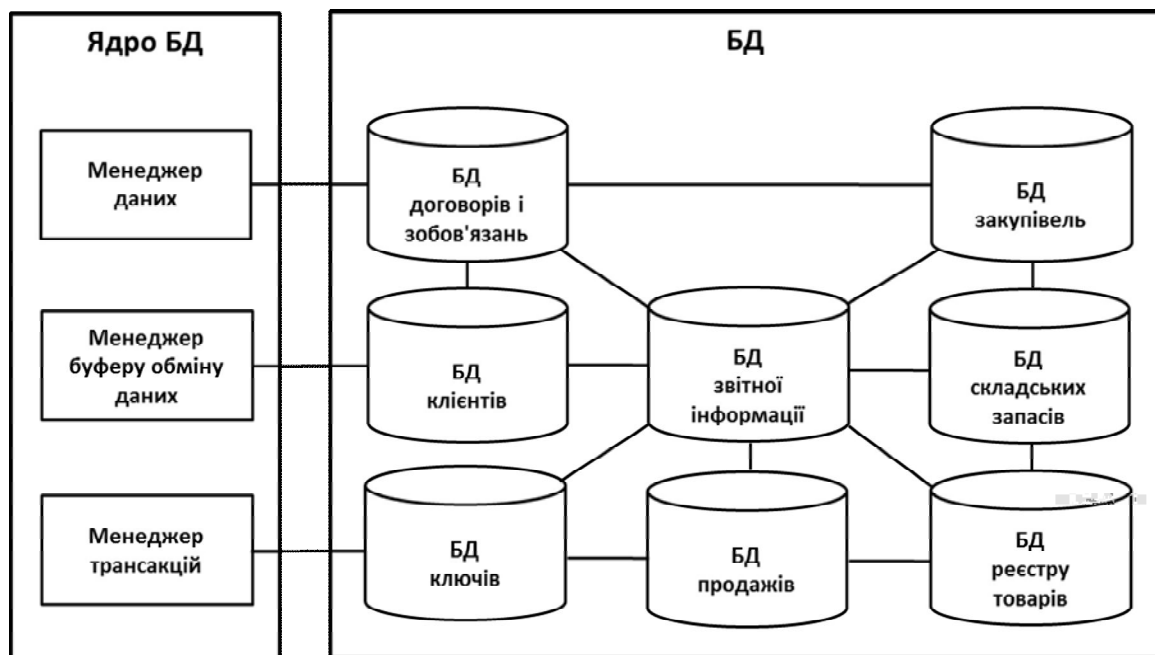 Ядро БД
БД
Менеджер
даних
БД
договорів і
зобов'язань
БД
закупівель
Менеджер
буферу обміну
даних
БД
клієнтів
БД
звітної
інформації
БД
складських
запасів
Менеджер
трансакцій
БД
ключів
БД
продажів
БД
реєстру
товарів